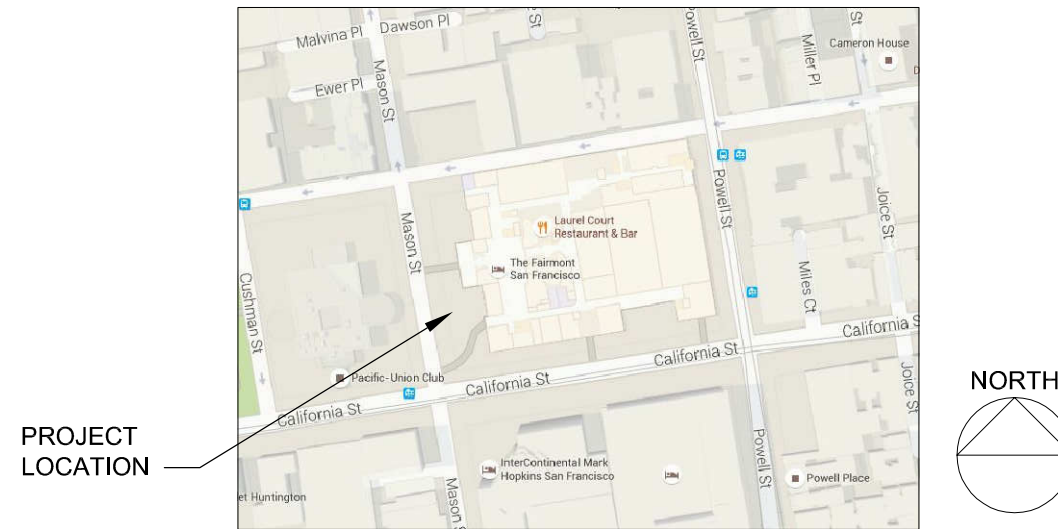 Malvina Pl
Dawson Pl
e St
Powell St
St
Miller Pl
Cameron House
D
Mason St
Ewer Pl
Powell St
Joice St
Laurel Court
Restaurant & Bar
Mason St
The Fairmont
San Francisco
Cushman St
Miles Ct
California S
California St
Pacific-Union Club
California St
California St
Joice St
NORTH
PROJECT
LOCATION
InterContinental Mark
Hopkins San Francisco
Powell St
Powell Place
et Huntington
Mason S